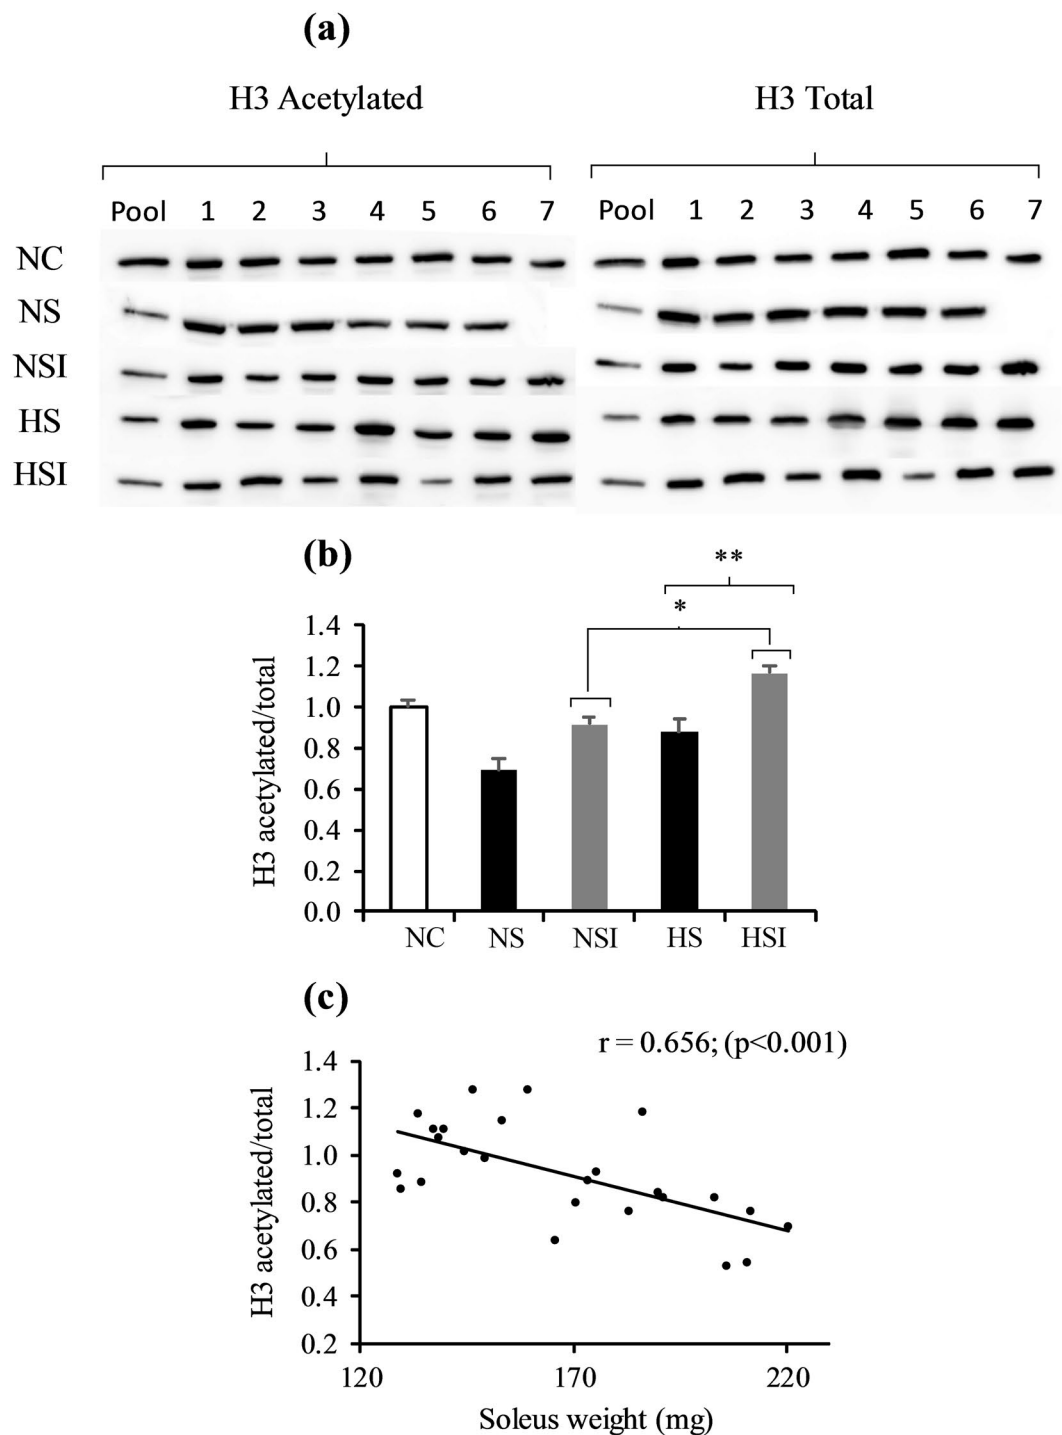 (a)
H3 Acetylated
H3 Total
Pool 1 2 3 4 5 6 7
Pool 1 2 3 4 5 6 7
NC
NS
NSI
HS
HSI
(b)
**
*
H3 acetylated/total
1.4
1.2
1.0
0.8
0.6
0.4
0.2
0.0
NC NS NSI HS HSI
(c)
r = 0.656; (p<0.001)
H3 acetylated/total
1.4
1.2
1.0
0.8
0.6
0.4
0.2
120 170 220
Soleus weight (mg)